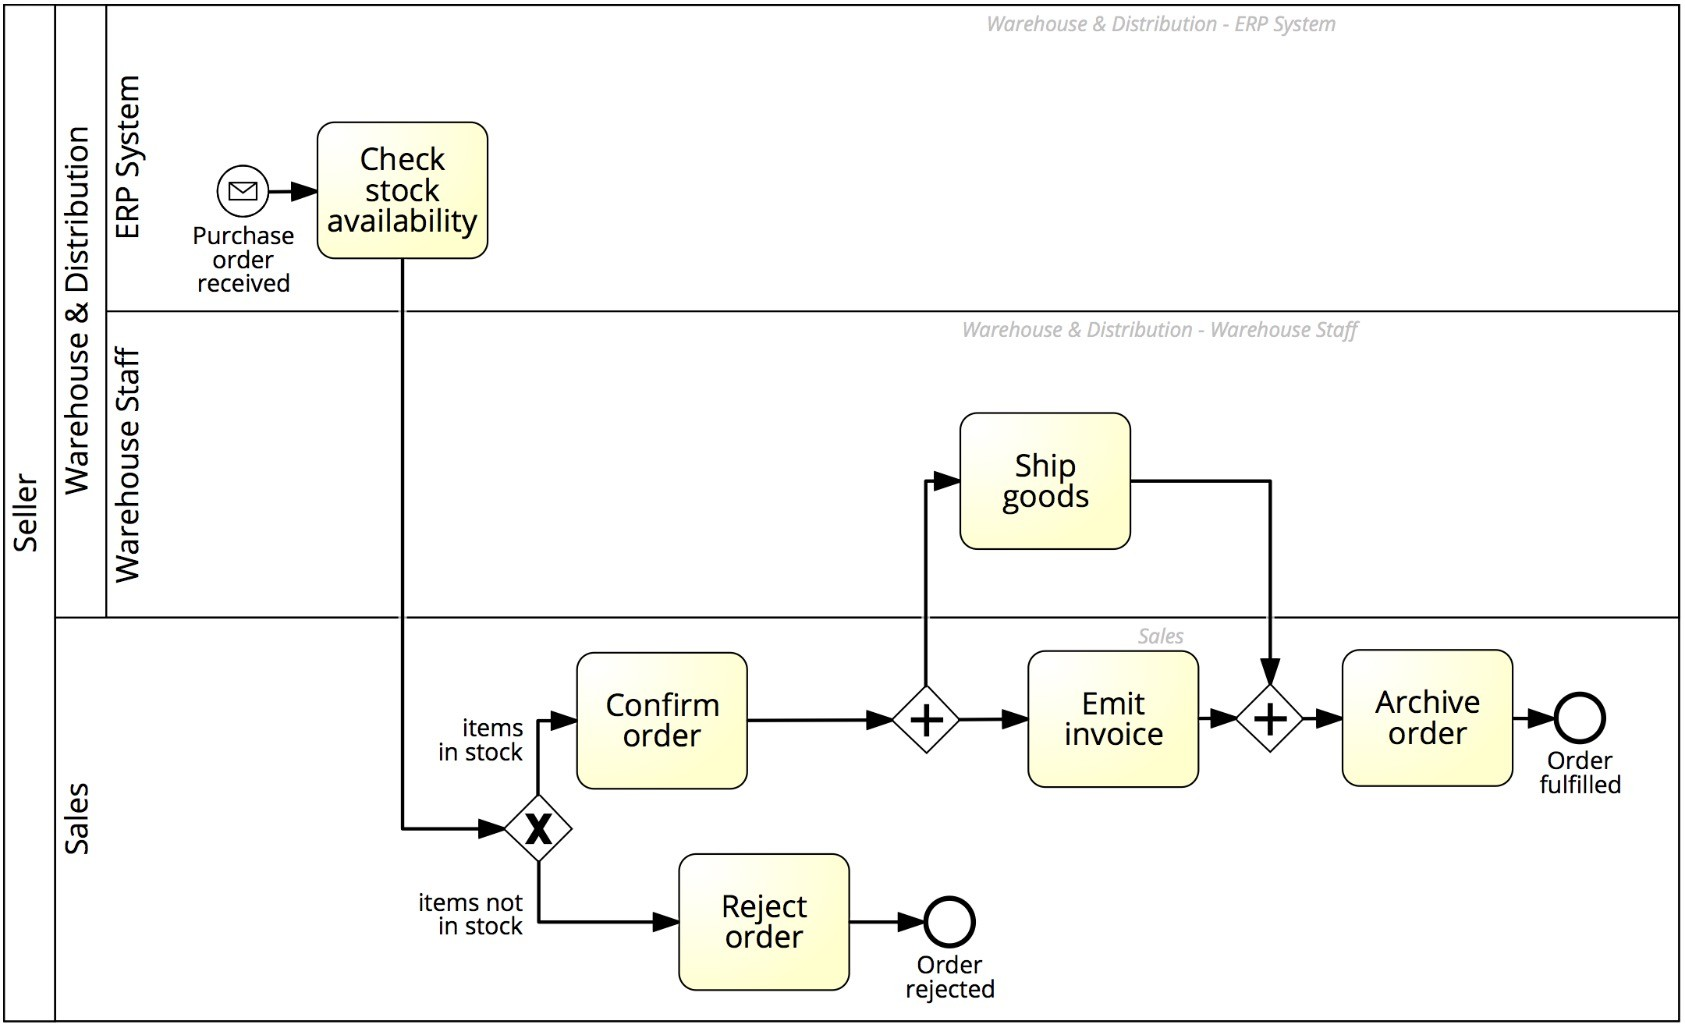 Seller
Warehouse & Distribution
ERP System
Warehouse & Distribution - ERP System
Purchase
order
received
Check
stock
availability
Warehouse Staff
Warehouse & Distribution - Warehouse Staff
Ship
goods
Sales
Sales
items
in stock
Confirm
order
Emit
invoice
Archive
order
Order
fulfilled
X
items not
in stock
Reject
order
Order
rejected